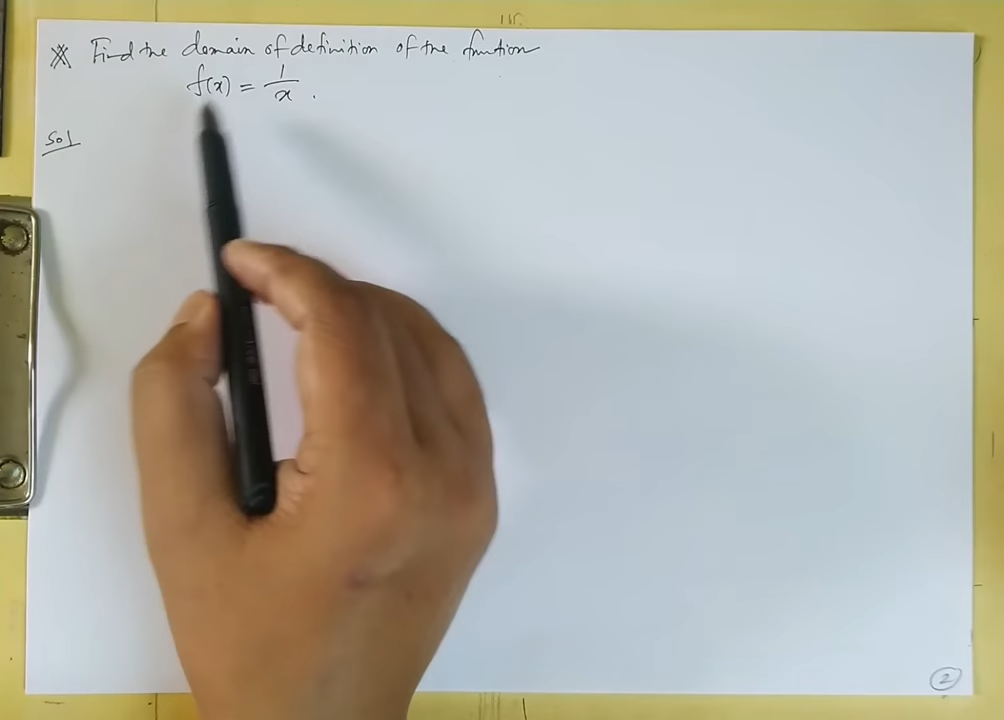 ※ Find the domain of definition of the function
f(x) = 1/x .
Sol
2